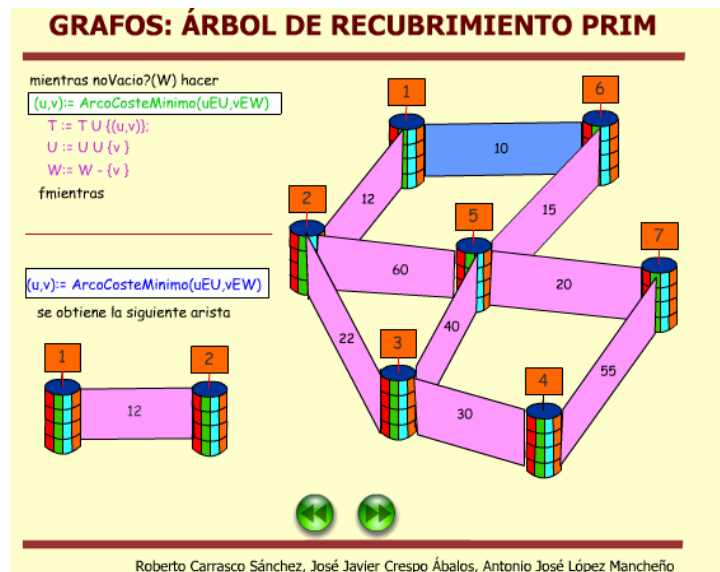 GRAFOS: ÁRBOL DE RECUBRIMIENTO PRIM
mientras noVacio?(W) hacer
(u,v):= ArcoCosteMinimo(uEU,vEW)
T := T U {(u,v)};
U := U U {v }
W:= W - {v }
fmientras
(u,v):= ArcoCosteMinimo(uEU,vEW)
se obtiene la siguiente arista
1
2
12
1
6
10
12
2
15
5
7
60
20
22
40
3
55
4
30
Roberto Carrasco Sánchez, José Javier Crespo Ábalos, Antonio José López Mancheño